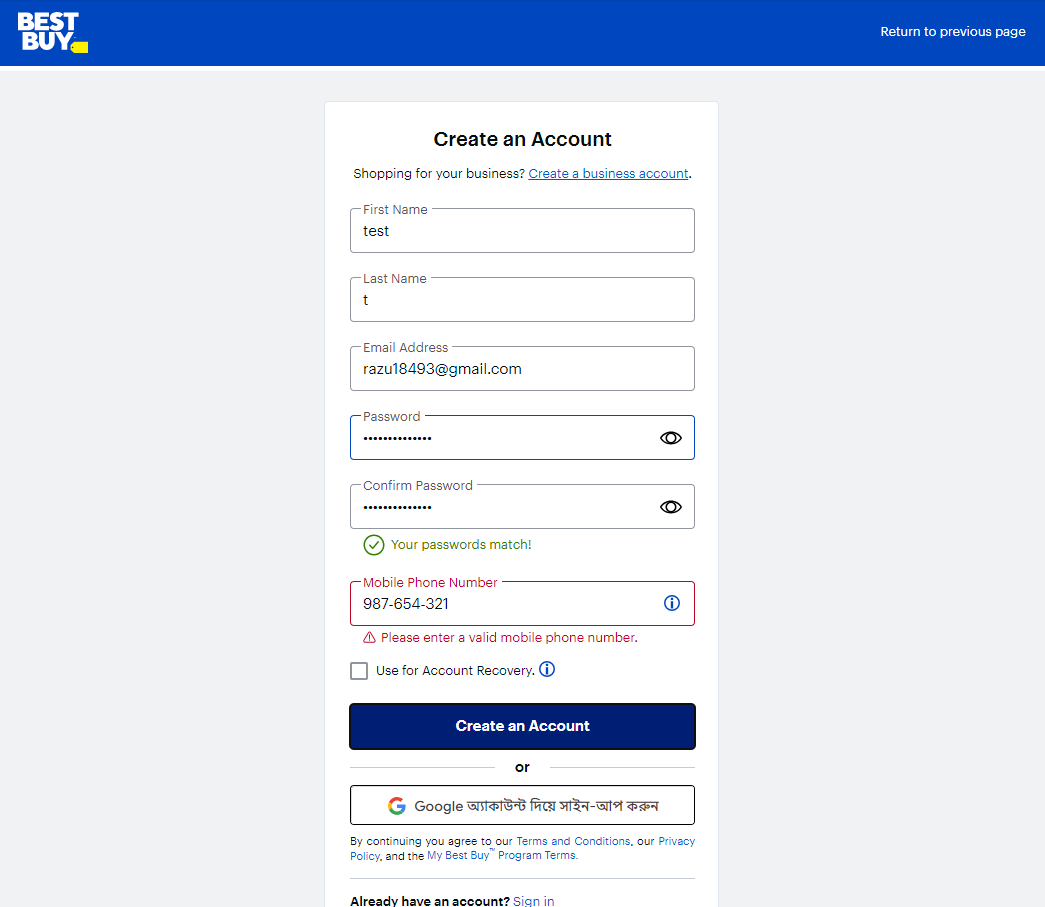 BEST
BUY
Return to previous page
Create an Account
Shopping for your business? Create a business account.
First Name
test
Last Name
t
Email Address
razu18493@gmail.com
Password
••••••••••••••
Confirm Password
••••••••••••••
Your passwords match!
Mobile Phone Number
987-654-321
Please enter a valid mobile phone number.
Use for Account Recovery.
Create an Account
or
Google অ্যাকাউন্ট দিয়ে সাইন-আপ করুন
By continuing you agree to our Terms and Conditions, our Privacy
Policy, and the My Best Buy™ Program Terms.
Already have an account? Sign in